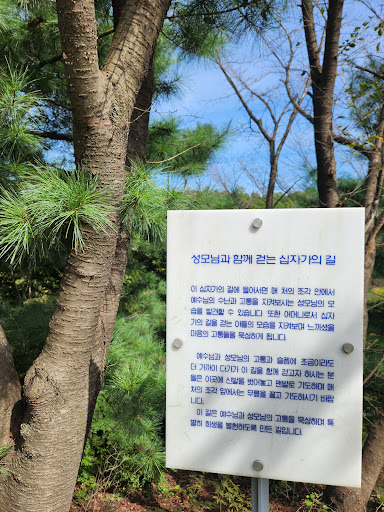 성모님과 함께 걷는 십자가의 길
이 십자가의 길에 들어서면 매 처의 조각 안에서
예수님의 수난과 고통을 지켜보시는 성모님의 모
습을 발견할 수 있습니다. 또한 어머니로서 십자
가의 길을 걷는 아들의 모습을 지켜보며 느끼셨을
마음의 고통들을 묵상하게 됩니다.
예수님과 성모님의 고통과 슬픔에 조금이라도
더 가까이 다가가 이 길을 함께 걷고자 하시는 분
들은 이곳에 신발을 벗어놓고 맨발로 기도하며 매
처의 조각 앞에서는 무릎을 꿇고 기도하시기 바랍
니다.
이 길은 예수님과 성모님의 고통을 묵상하며 특
별히 희생을 봉헌하도록 만든 길입니다.